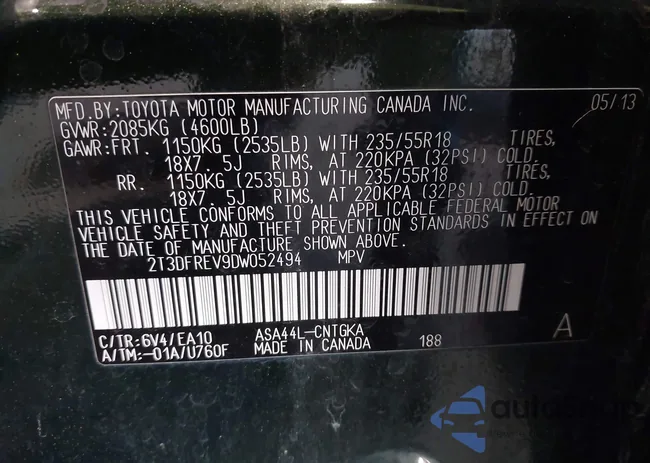 MFD.BY:TOYOTA MOTOR MANUFACTURING CANADA INC. 05/13
GVWR:2085KG (4600LB)
GAWR:FRT. 1150KG (2535LB) WITH 235/55R18 TIRES,
18X7.5J RIMS, AT 220KPA (32PSI) COLD.
RR. 1150KG (2535LB) WITH 235/55R18 TIRES,
18X7.5J RIMS, AT 220KPA (32PSI) COLD.
THIS VEHICLE CONFORMS TO ALL APPLICABLE FEDERAL MOTOR
VEHICLE SAFETY AND THEFT PREVENTION STANDARDS IN EFFECT ON
THE DATE OF MANUFACTURE SHOWN ABOVE.
2T3DFREV9DW052494 MPV
C/TR:6V4/EA10 ASA44L-CNTGKA A
A/TM:-01A/U760F MADE IN CANADA 188